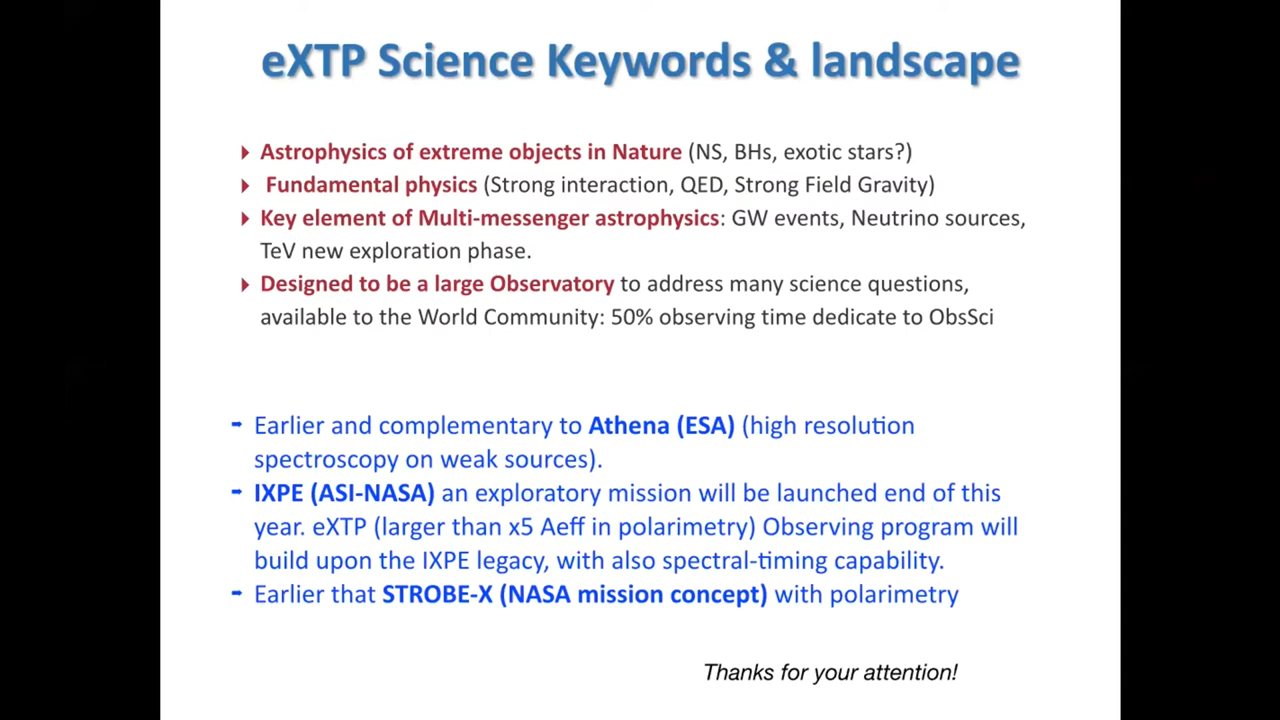 eXTP Science Keywords & landscape
Astrophysics of extreme objects in Nature (NS, BHs, exotic stars?)
Fundamental physics (Strong interaction, QED, Strong Field Gravity)
Key element of Multi-messenger astrophysics: GW events, Neutrino sources,
TeV new exploration phase.
Designed to be a large Observatory to address many science questions,
available to the World Community: 50% observing time dedicate to ObsSci
Earlier and complementary to Athena (ESA) (high resolution
spectroscopy on weak sources).
IXPE (ASI-NASA) an exploratory mission will be launched end of this
year. eXTP (larger than x5 Aeff in polarimetry) Observing program will
build upon the IXPE legacy, with also spectral-timing capability.
Earlier that STROBE-X (NASA mission concept) with polarimetry
Thanks for your attention!